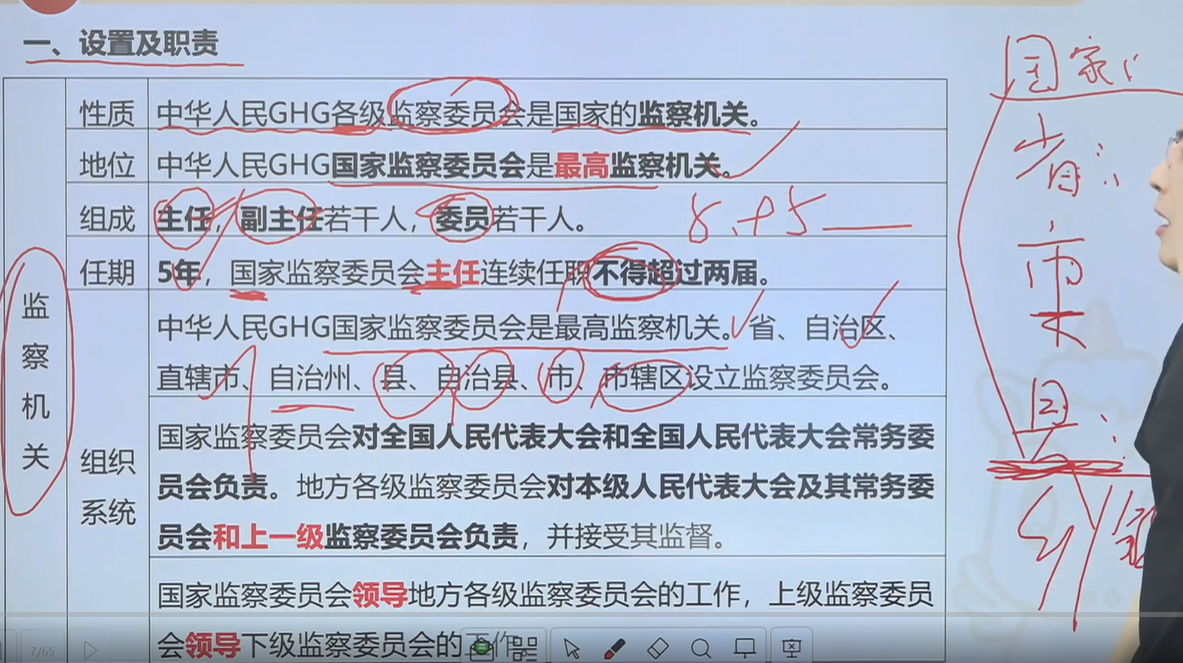 一、设置及职责
监察机关
性质 中华人民GHG各级监察委员会是国家的监察机关。
地位 中华人民GHG国家监察委员会是最高监察机关。
组成 主任，副主任若干人，委员若干人。
任期 5年，国家监察委员会主任连续任职不得超过两届。
组织系统
中华人民GHG国家监察委员会是最高监察机关。省、自治区、
直辖市、自治州、县、自治县、市、市辖区设立监察委员会。
国家监察委员会对全国人民代表大会和全国人民代表大会常务委
员会负责。地方各级监察委员会对本级人民代表大会及其常务委
员会和上一级监察委员会负责，并接受其监督。
国家监察委员会领导地方各级监察委员会的工作，上级监察委员
会领导下级监察委员会的工作
国家
省：
市
县：
乡镇
7/65